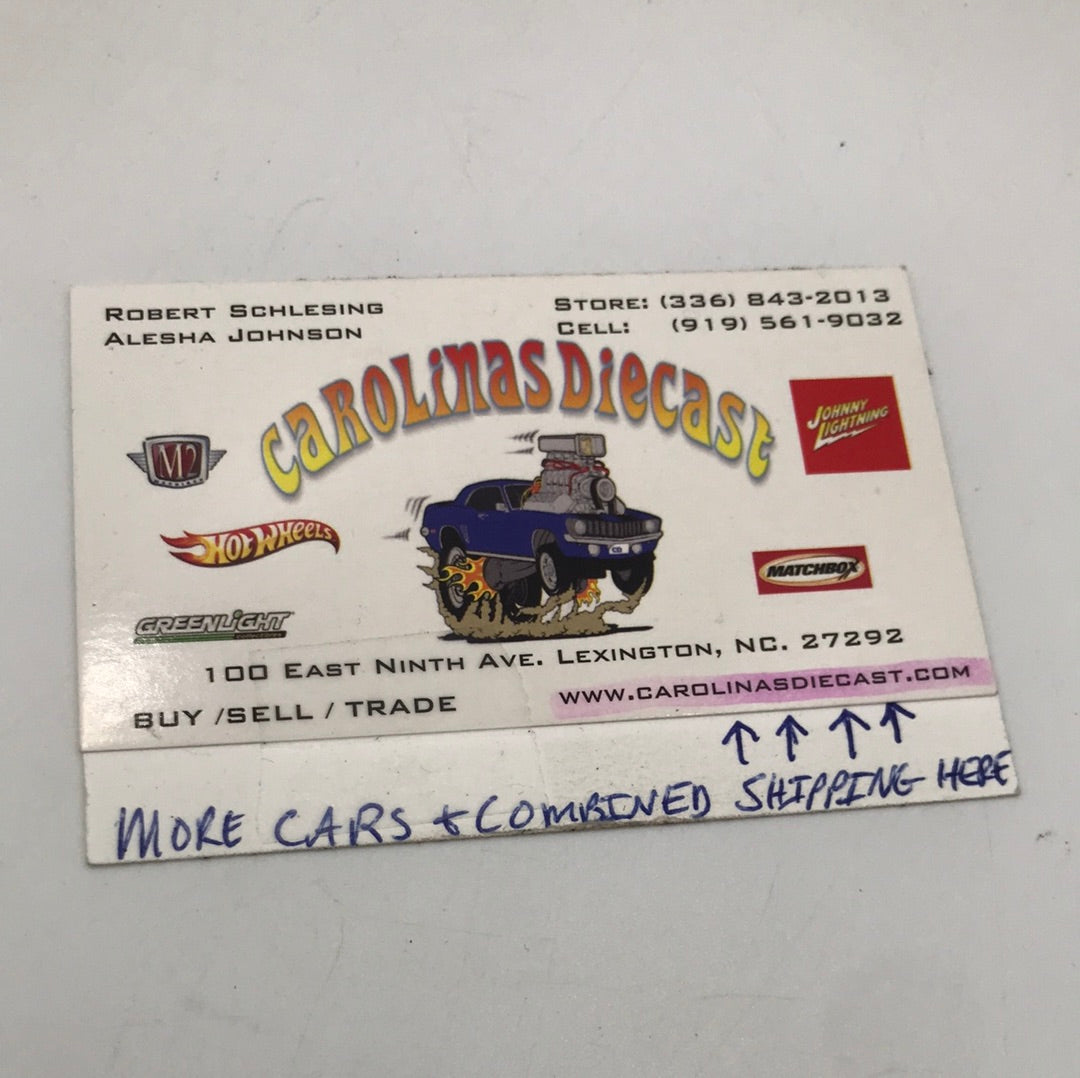 ROBERT SCHLESING
ALESHA JOHNSON
STORE: (336) 843-2013
CELL: (919) 561-9032
CAROLINAS DIECAST
M2
JOHNNY
LIGHTNING
HOT WHEELS
MATCHBOX
GREENLIGHT
collectibles
CD
100 EAST NINTH AVE. LEXINGTON, NC. 27292
BUY /SELL / TRADE
WWW.CAROLINASDIECAST.COM
MORE CARS & COMBINED SHIPPING HERE